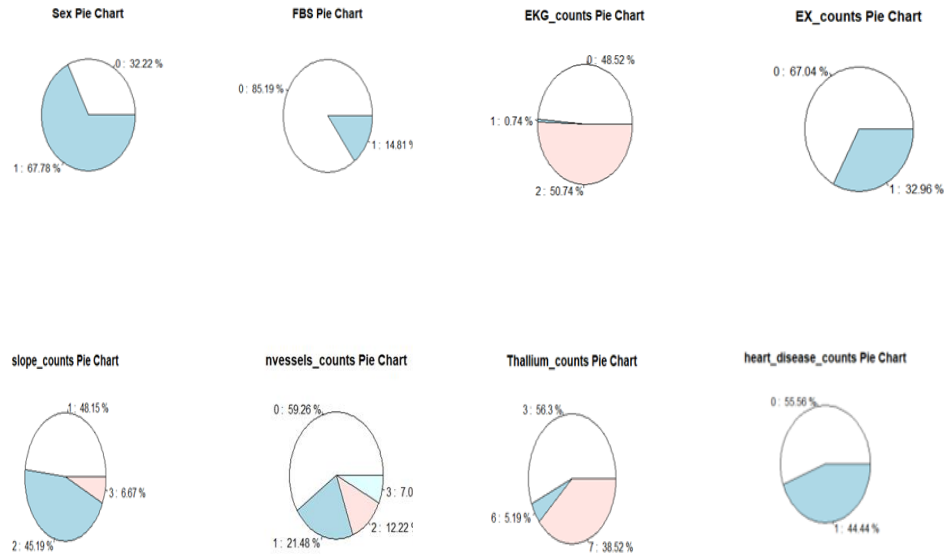 Sex Pie Chart
0 : 32.22 %
1 : 67.78 %
FBS Pie Chart
0 : 85.19 %
1 : 14.81 %
EKG_counts Pie Chart
0 : 48.52 %
1 : 0.74 %
2 : 50.74 %
EX_counts Pie Chart
0 : 67.04 %
1 : 32.96 %
slope_counts Pie Chart
1 : 48.15 %
3 : 6.67 %
2 : 45.19 %
nvessels_counts Pie Chart
0 : 59.26 %
3 : 7.0
2 : 12.22
1 : 21.48 %
Thallium_counts Pie Chart
3 : 56.3 %
6 : 5.19 %
7 : 38.52 %
heart_disease_counts Pie Chart
0 : 55.56 %
1 : 44.44 %